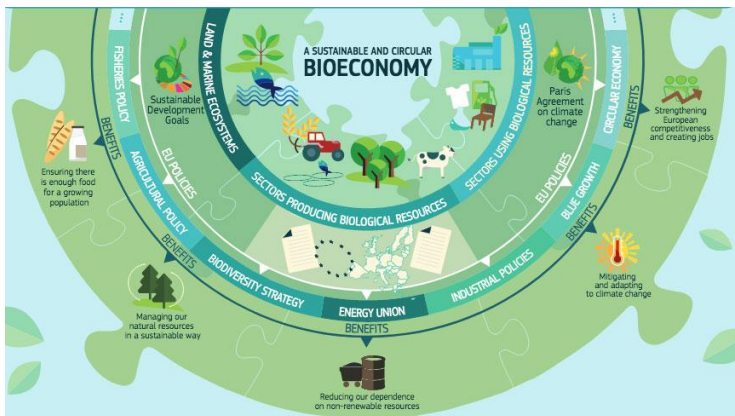 A SUSTAINABLE AND CIRCULAR
BIOECONOMY
LAND & MARINE ECOSYSTEMS
SECTORS PRODUCING BIOLOGICAL RESOURCES
SECTORS USING BIOLOGICAL RESOURCES
Sustainable
Development
Goals
Paris
Agreement
on climate
change
EU POLICIES
EU POLICIES
FISHERIES POLICY
AGRICULTURAL POLICY
BIODIVERSITY STRATEGY
ENERGY UNION
INDUSTRIAL POLICIES
BLUE GROWTH
CIRCULAR ECONOMY
BENEFITS
BENEFITS
BENEFITS
BENEFITS
BENEFITS
Ensuring there
is enough food
for a growing
population
Managing our
natural resources
in a sustainable way
Reducing our dependence
on non-renewable resources
Mitigating
and adapting
to climate change
Strengthening
European
competitiveness
and creating jobs